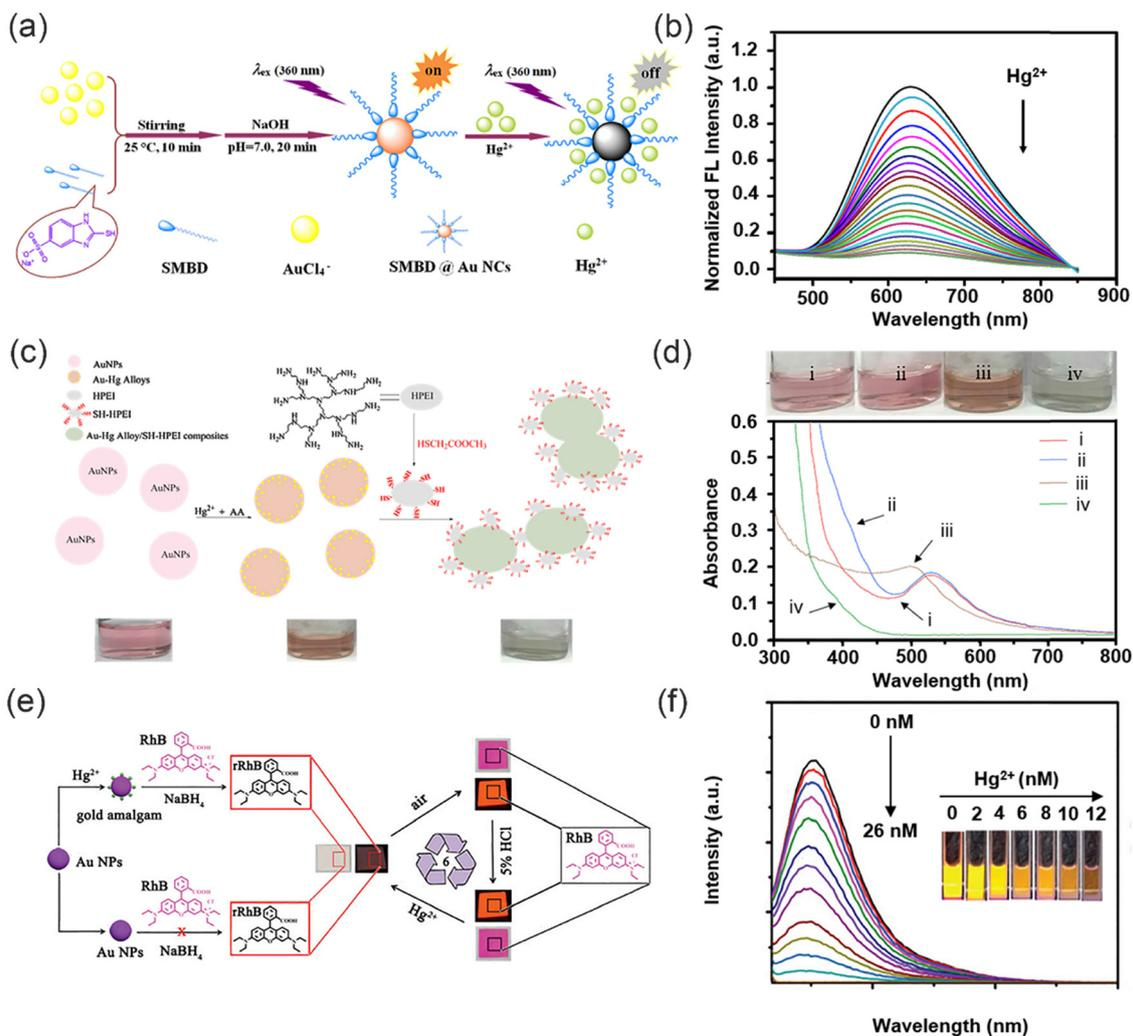 (a)
λex (360 nm)
on
λex (360 nm)
off
Stirring
25 °C, 10 min
NaOH
pH=7.0, 20 min
Hg²⁺
H
N
N
SH
O
S
O
O
Na⁺
SMBD
AuCl₄⁻
SMBD @ Au NCs
Hg²⁺
(b)
Normalized FL Intensity (a.u.)
1.2
1.0
0.8
0.6
0.4
0.2
0.0
Hg²⁺
500 600 700 800 900
Wavelength (nm)
(c)
AuNPs
Au-Hg Alloys
HPEI
SH-HPEI
Au-Hg Alloy/SH-HPEI composites
HPEI
HSCH₂COOCH₃
AuNPs
AuNPs
AuNPs
AuNPs
Hg²⁺ + AA
(d)
i ii iii iv
Absorbance
0.6
0.5
0.4
0.3
0.2
0.1
0.0
i
ii
iii
iv
ii
iii
iv
i
300 400 500 600 700 800
Wavelength (nm)
(e)
RhB
COOH
Hg²⁺
NaBH₄
gold amalgam
rRhB
COOH
Au NPs
RhB
COOH
X
Au NPs
NaBH₄
rRhB
COOH
air
6
5% HCl
Hg²⁺
RhB
COOH
(f)
Intensity (a.u.)
0 nM
26 nM
Hg²⁺ (nM)
0 2 4 6 8 10 12
Wavelength (nm)